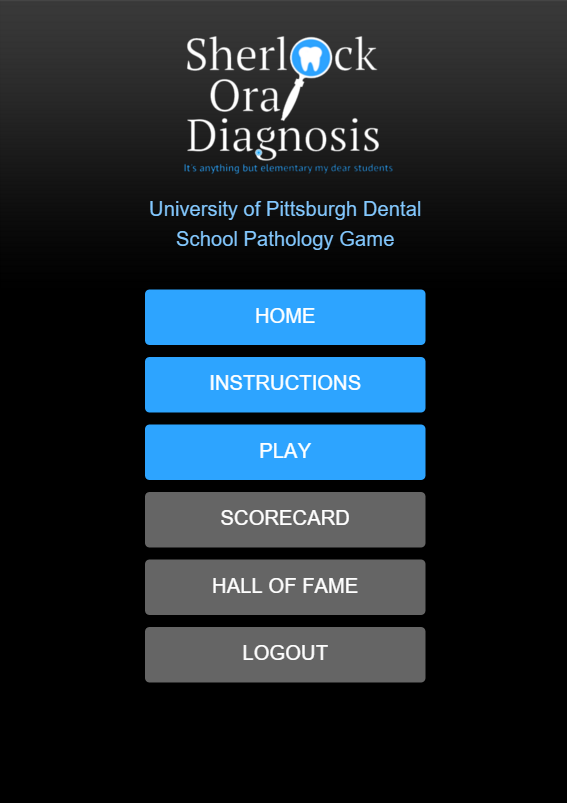 Sherlock
Oral
Diagnosis
It's anything but elementary my dear students
University of Pittsburgh Dental
School Pathology Game
HOME
INSTRUCTIONS
PLAY
SCORECARD
HALL OF FAME
LOGOUT